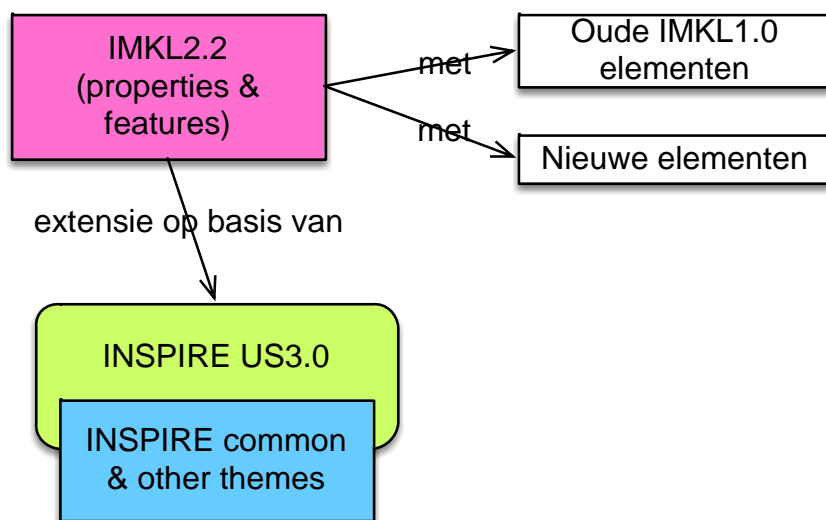 IMKL2.2
(properties &
features)
met
Oude IMKL1.0
elementen
met
Nieuwe elementen
extensie op basis van
INSPIRE US3.0
INSPIRE common
& other themes